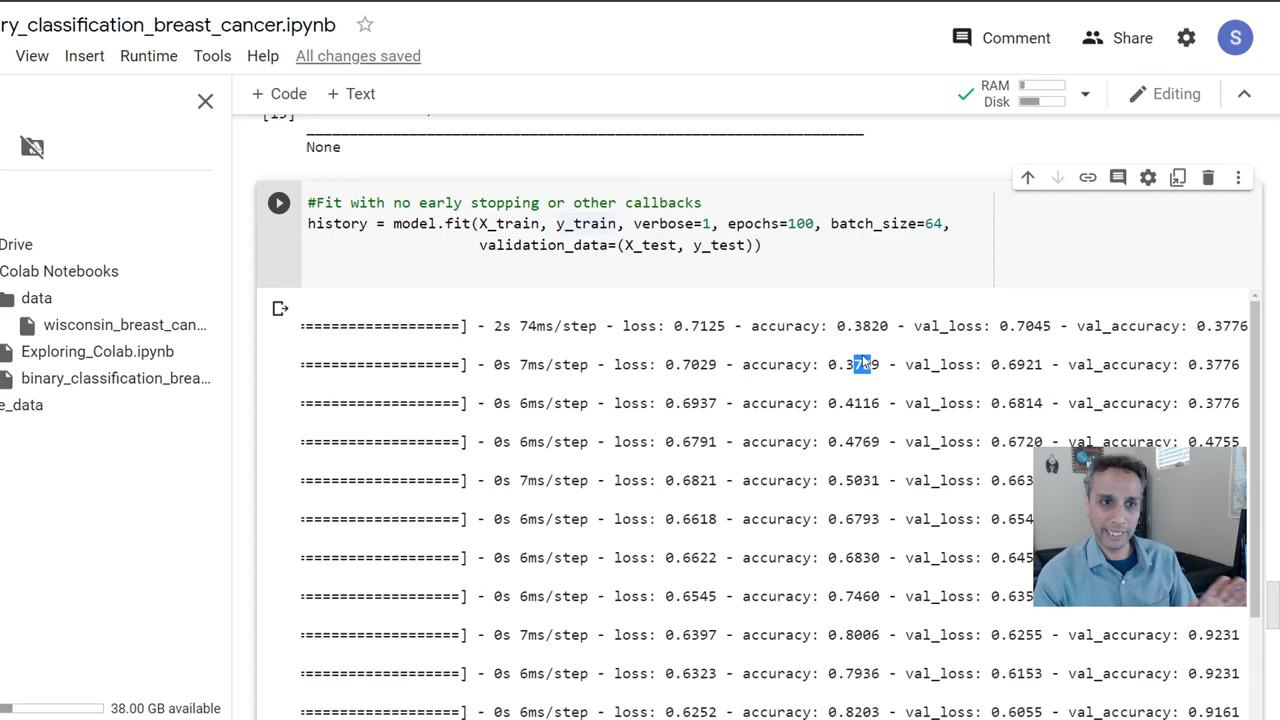 ry_classification_breast_cancer.ipynb
View Insert Runtime Tools Help All changes saved
Comment Share S
+ Code + Text
RAM
Disk
Editing
None
#Fit with no early stopping or other callbacks
history = model.fit(X_train, y_train, verbose=1, epochs=100, batch_size=64,
validation_data=(X_test, y_test))
Drive
Colab Notebooks
data
wisconsin_breast_can...
Exploring_Colab.ipynb
binary_classification_brea...
e_data
38.00 GB available
==================] - 2s 74ms/step - loss: 0.7125 - accuracy: 0.3820 - val_loss: 0.7045 - val_accuracy: 0.3776
==================] - 0s 7ms/step - loss: 0.7029 - accuracy: - val_loss: 0.6921 - val_accuracy: 0.3776
==================] - 0s 6ms/step - loss: 0.6937 - accuracy: 0.4116 - val_loss: 0.6814 - val_accuracy: 0.3776
==================] - 0s 6ms/step - loss: 0.6791 - accuracy: 0.4769 - val_loss: 0.6720 - val_accuracy: 0.4755
==================] - 0s 7ms/step - loss: 0.6821 - accuracy: 0.5031 - val_loss: 0.663
==================] - 0s 6ms/step - loss: 0.6618 - accuracy: 0.6793 - val_loss: 0.654
==================] - 0s 6ms/step - loss: 0.6622 - accuracy: 0.6830 - val_loss: 0.645
==================] - 0s 6ms/step - loss: 0.6545 - accuracy: 0.7460 - val_loss: 0.635
==================] - 0s 7ms/step - loss: 0.6397 - accuracy: 0.8006 - val_loss: 0.6255 - val_accuracy: 0.9231
==================] - 0s 6ms/step - loss: 0.6323 - accuracy: 0.7936 - val_loss: 0.6153 - val_accuracy: 0.9231
==================] - 0s 6ms/step - loss: 0.6252 - accuracy: 0.8203 - val_loss: 0.6055 - val_accuracy: 0.9161